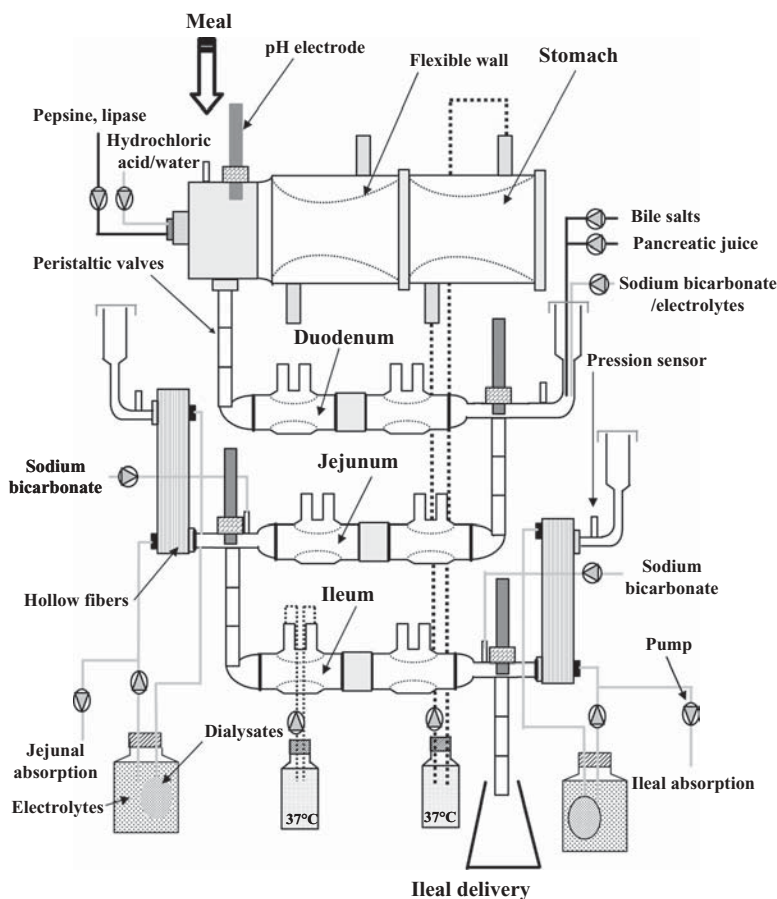 Meal
pH electrode
Flexible wall
Stomach
Pepsine, lipase
Hydrochloric
acid/water
Bile salts
Pancreatic juice
Peristaltic valves
Sodium bicarbonate
/electrolytes
Duodenum
Pression sensor
Sodium
bicarbonate
Jejunum
Hollow fibers
Ileum
Sodium
bicarbonate
Pump
Dialysates
Jejunal
absorption
Electrolytes
Ileal absorption
37°C
37°C
Ileal delivery